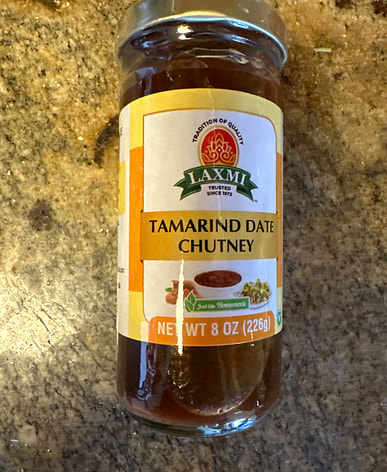 TRADITION OF QUALITY
LAXMI
TRUSTED
SINCE 1972
TAMARIND DATE
CHUTNEY
Just Like Homemade
NET WT 8 OZ (226g)